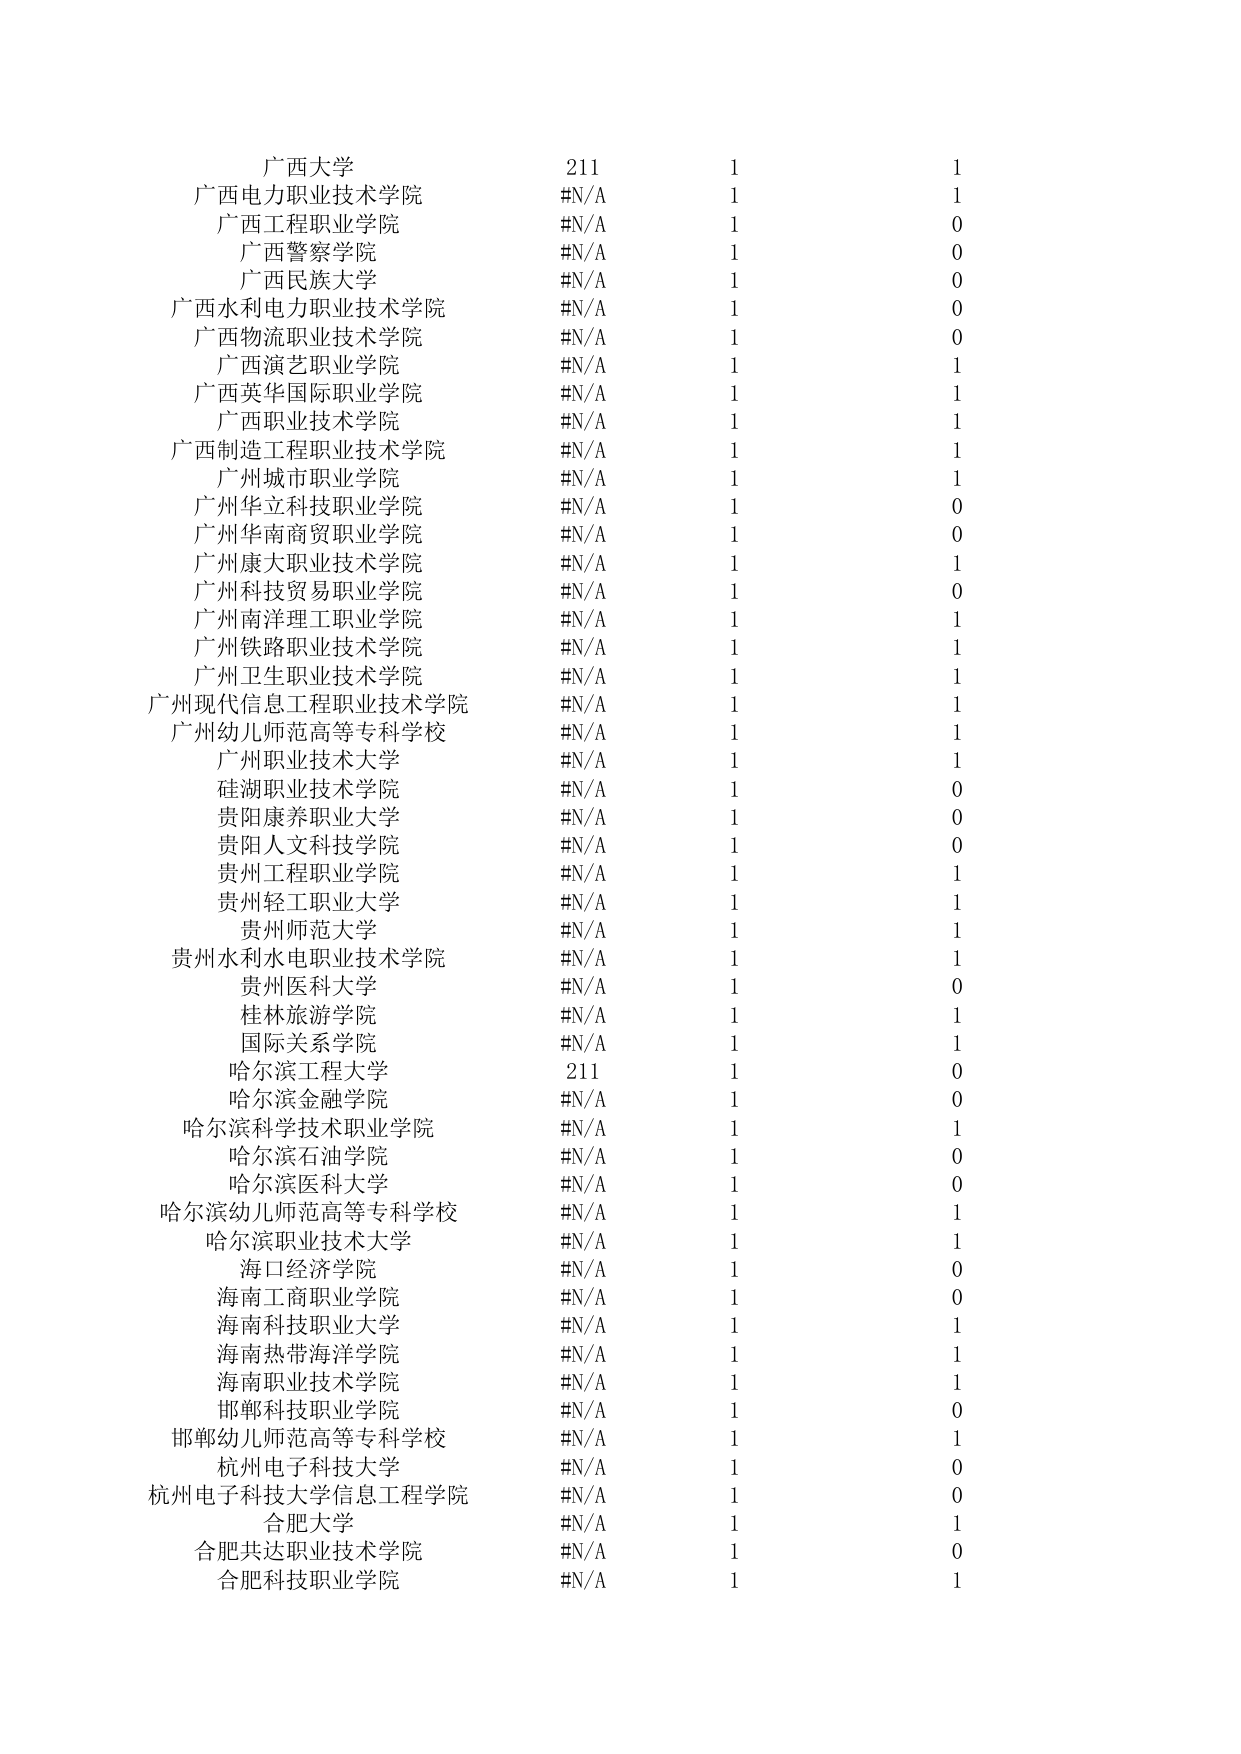 广西大学 211 1 1
广西电力职业技术学院 #N/A 1 1
广西工程职业学院 #N/A 1 0
广西警察学院 #N/A 1 0
广西民族大学 #N/A 1 0
广西水利电力职业技术学院 #N/A 1 0
广西物流职业技术学院 #N/A 1 0
广西演艺职业学院 #N/A 1 1
广西英华国际职业学院 #N/A 1 1
广西职业技术学院 #N/A 1 1
广西制造工程职业技术学院 #N/A 1 1
广州城市职业学院 #N/A 1 1
广州华立科技职业学院 #N/A 1 0
广州华南商贸职业学院 #N/A 1 0
广州康大职业技术学院 #N/A 1 1
广州科技贸易职业学院 #N/A 1 0
广州南洋理工职业学院 #N/A 1 1
广州铁路职业技术学院 #N/A 1 1
广州卫生职业技术学院 #N/A 1 1
广州现代信息工程职业技术学院 #N/A 1 1
广州幼儿师范高等专科学校 #N/A 1 1
广州职业技术大学 #N/A 1 1
硅湖职业技术学院 #N/A 1 0
贵阳康养职业大学 #N/A 1 0
贵阳人文科技学院 #N/A 1 0
贵州工程职业学院 #N/A 1 1
贵州轻工职业大学 #N/A 1 1
贵州师范大学 #N/A 1 1
贵州水利水电职业技术学院 #N/A 1 1
贵州医科大学 #N/A 1 0
桂林旅游学院 #N/A 1 1
国际关系学院 #N/A 1 1
哈尔滨工程大学 211 1 0
哈尔滨金融学院 #N/A 1 0
哈尔滨科学技术职业学院 #N/A 1 1
哈尔滨石油学院 #N/A 1 0
哈尔滨医科大学 #N/A 1 0
哈尔滨幼儿师范高等专科学校 #N/A 1 1
哈尔滨职业技术大学 #N/A 1 1
海口经济学院 #N/A 1 0
海南工商职业学院 #N/A 1 0
海南科技职业大学 #N/A 1 1
海南热带海洋学院 #N/A 1 1
海南职业技术学院 #N/A 1 1
邯郸科技职业学院 #N/A 1 0
邯郸幼儿师范高等专科学校 #N/A 1 1
杭州电子科技大学 #N/A 1 0
杭州电子科技大学信息工程学院 #N/A 1 0
合肥大学 #N/A 1 1
合肥共达职业技术学院 #N/A 1 0
合肥科技职业学院 #N/A 1 1